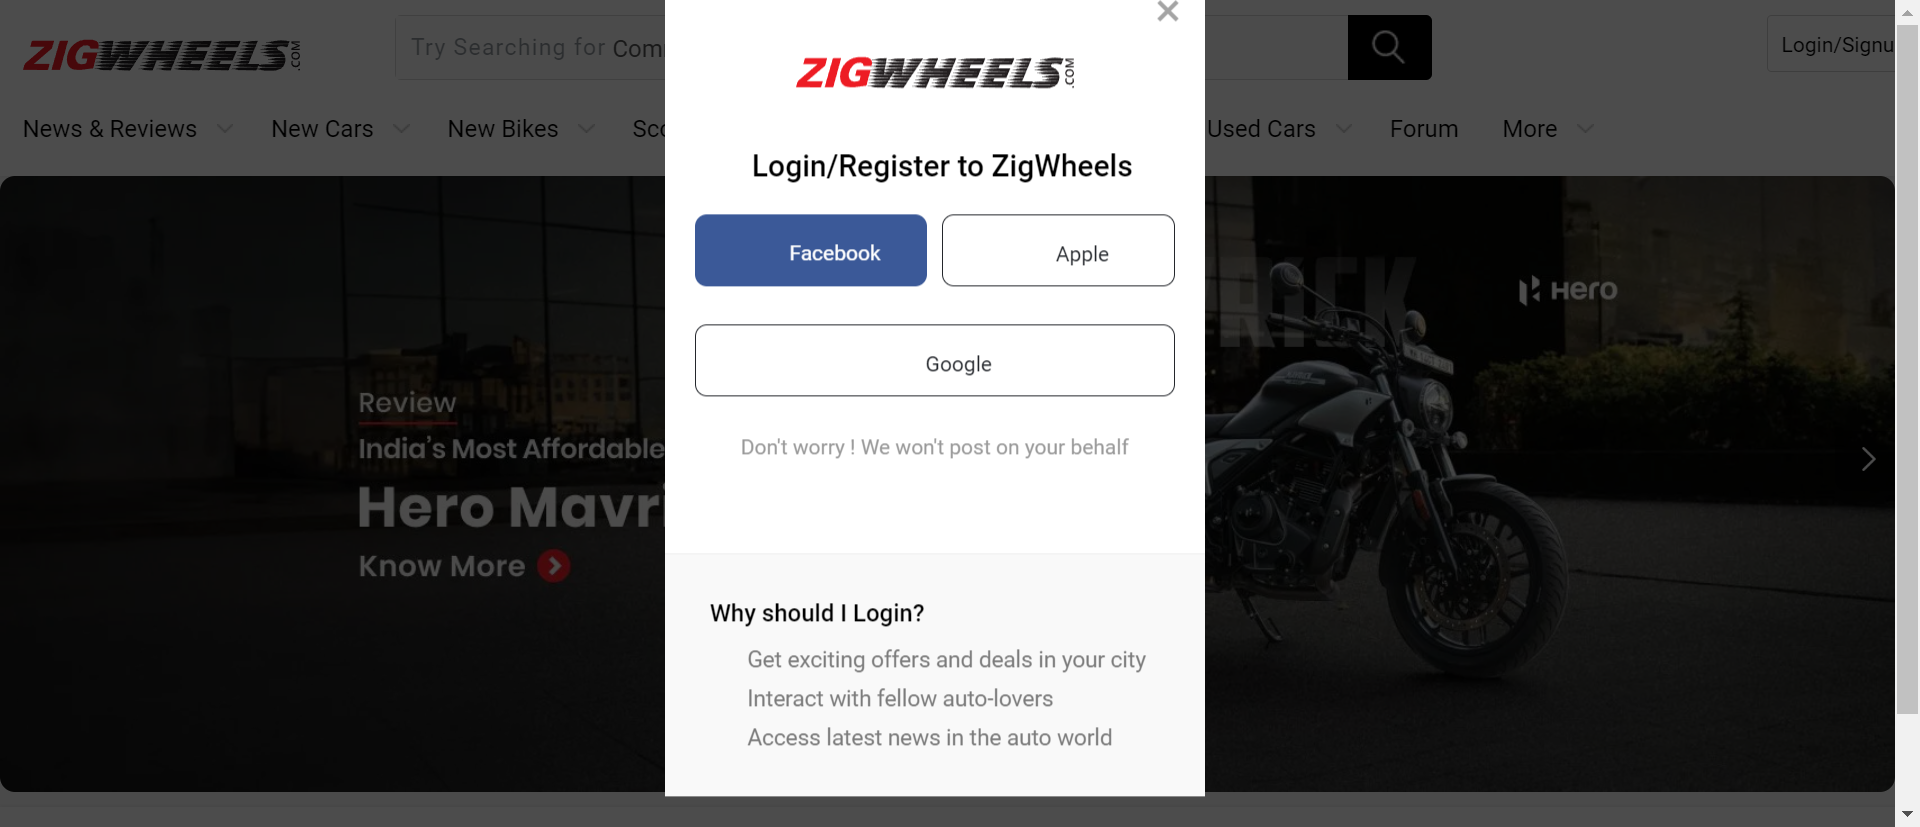 ZIGWHEELS.COM
Try Searching for Com
Login/Signu
News & Reviews
New Cars
New Bikes
Sco
Used Cars
Forum
More
ZIGWHEELS.COM
Login/Register to ZigWheels
Facebook
Apple
Google
Don't worry ! We won't post on your behalf
Why should I Login?
Get exciting offers and deals in your city
Interact with fellow auto-lovers
Access latest news in the auto world
Review
India's Most Affordable
Hero Mavri
Know More
RICK
Hero